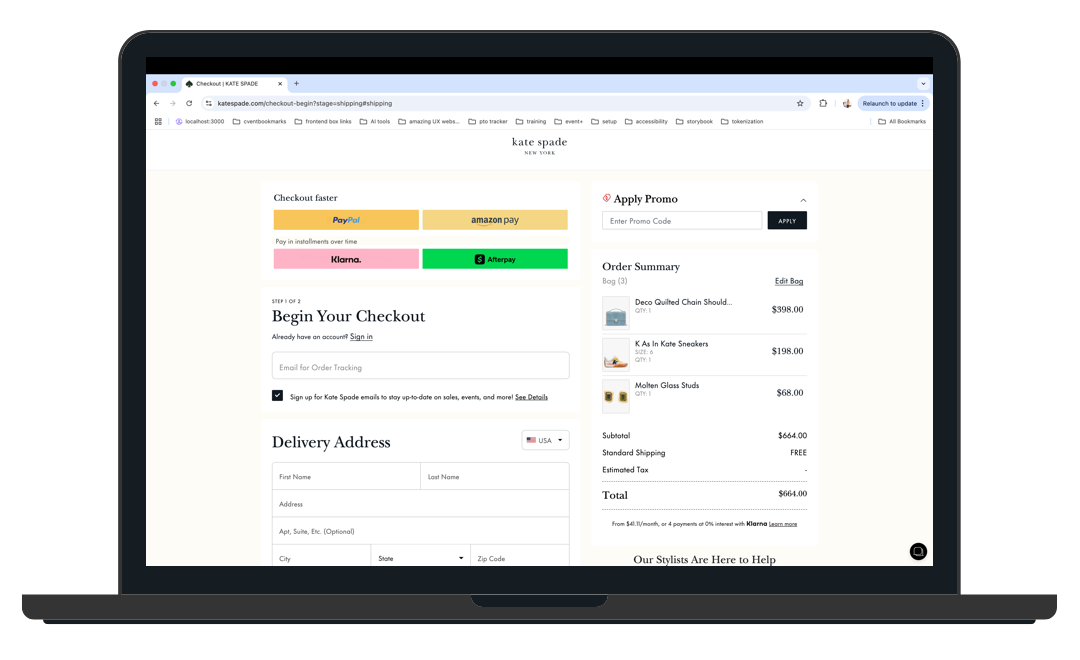 Checkout | KATE SPADE
katespade.com/checkout-begin?stage=shipping#shipping
Relaunch to update
localhost:3000 cventbookmarks frontend box links AI tools amazing UX webs... pto tracker training event+ setup accessibility storybook tokenization All Bookmarks
kate spade
NEW YORK
Checkout faster
PayPal
amazon pay
Pay in installments over time
Klarna.
Afterpay
STEP 1 OF 2
Begin Your Checkout
Already have an account? Sign in
Email for Order Tracking
Sign up for Kate Spade emails to stay up-to-date on sales, events, and more! See Details
Delivery Address
USA
First Name
Last Name
Address
Apt, Suite, Etc. (Optional)
City
State
Zip Code
Apply Promo
Enter Promo Code
APPLY
Order Summary
Bag (3)
Edit Bag
Deco Quilted Chain Should...
QTY: 1
$398.00
K As In Kate Sneakers
SIZE: 6
QTY: 1
$198.00
Molten Glass Studs
QTY: 1
$68.00
Subtotal $664.00
Standard Shipping FREE
Estimated Tax -
Total $664.00
From $41.11/month, or 4 payments at 0% interest with Klarna Learn more
Our Stylists Are Here to Help